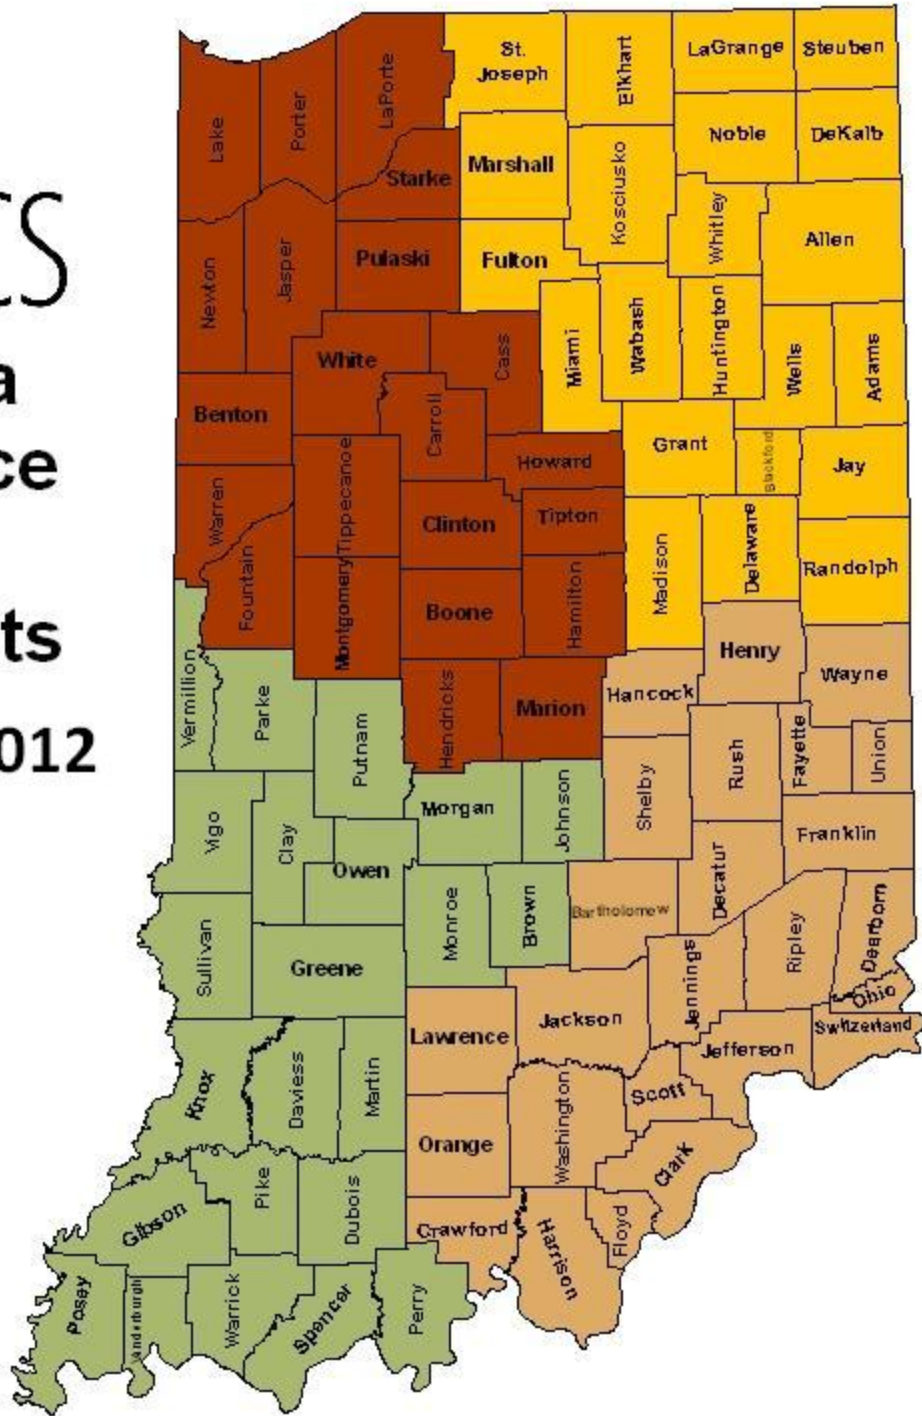 CS
a
ce
ts
012
St.
Joseph
Elkhart
LaGrange
Steuben
Lake
Porter
LaPorte
Noble
DeKalb
Starke
Marshall
Kosciusko
Whitley
Allen
Newton
Jasper
Pulaski
Fulton
White
Cass
Miami
Wabash
Huntington
Wells
Adams
Benton
Carroll
Grant
Blackford
Jay
Howard
Warren
Tippecanoe
Clinton
Tipton
Madison
Delaware
Randolph
Fountain
Montgomery
Boone
Hamilton
Henry
Wayne
Vermillion
Parke
Putnam
Hendricks
Marion
Hancock
Rush
Fayette
Union
Shelby
Vigo
Clay
Morgan
Johnson
Franklin
Owen
Decatur
Monroe
Brown
Bartholomew
Ripley
Dearborn
Sullivan
Greene
Jennings
Ohio
Lawrence
Jackson
Jefferson
Switzerland
Knox
Daviess
Martin
Scott
Orange
Washington
Clark
Gibson
Pike
Dubois
Crawford
Harrison
Floyd
Posey
Vanderburgh
Warrick
Spencer
Perry